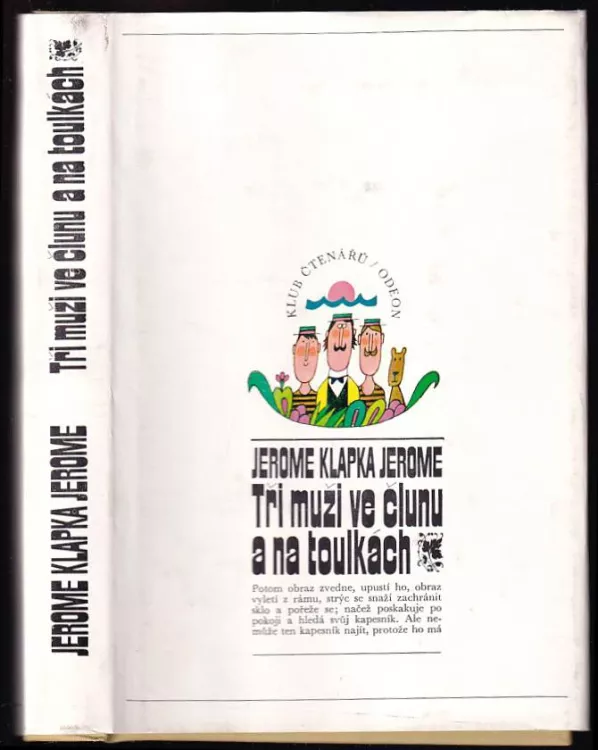 JEROME KLAPKA JEROME Tři muži ve člunu a na toulkách
KLUB ČTENÁŘŮ / ODEON
JEROME KLAPKA JEROME
Tři muži ve člunu
a na toulkách
Potom obraz zvedne, upustí ho, obraz
vyletí z rámu, strýc se snaží zachránit
sklo a pořeže se; načež poskakuje po
pokoji a hledá svůj kapesník. Ale ne-
může ten kapesník najít, protože ho má